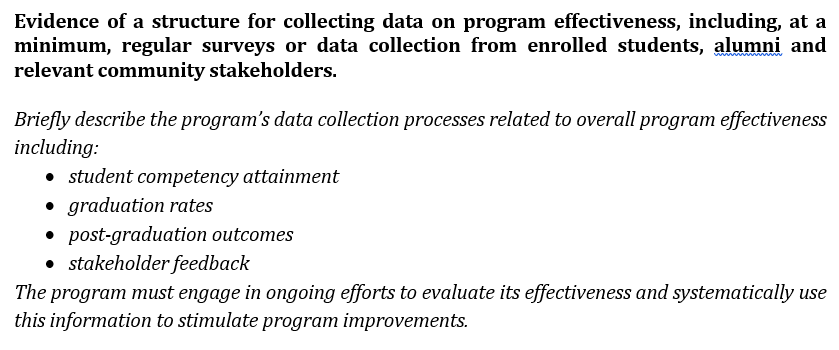 Evidence of a structure for collecting data on program effectiveness, including, at a
minimum, regular surveys or data collection from enrolled students, alumni and
relevant community stakeholders.
Briefly describe the program's data collection processes related to overall program effectiveness
including:
• student competency attainment
• graduation rates
• post-graduation outcomes
• stakeholder feedback
The program must engage in ongoing efforts to evaluate its effectiveness and systematically use
this information to stimulate program improvements.